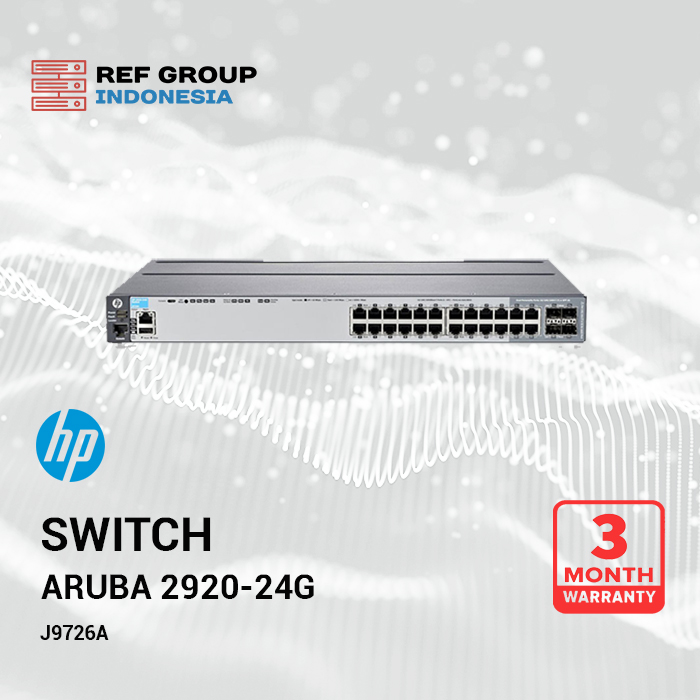 REF GROUP
INDONESIA
hp
SWITCH
ARUBA 2920-24G
J9726A
3
MONTH
WARRANTY